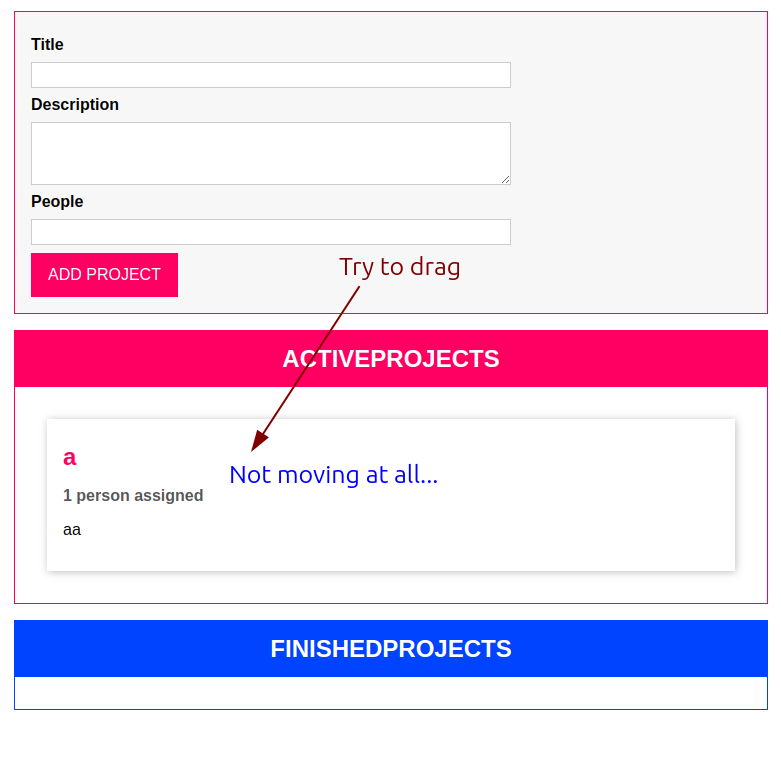 Title
Description
People
Try to drag
ADD PROJECT
ACTIVEPROJECTS
a
Not moving at all...
1 person assigned
aa
FINISHEDPROJECTS